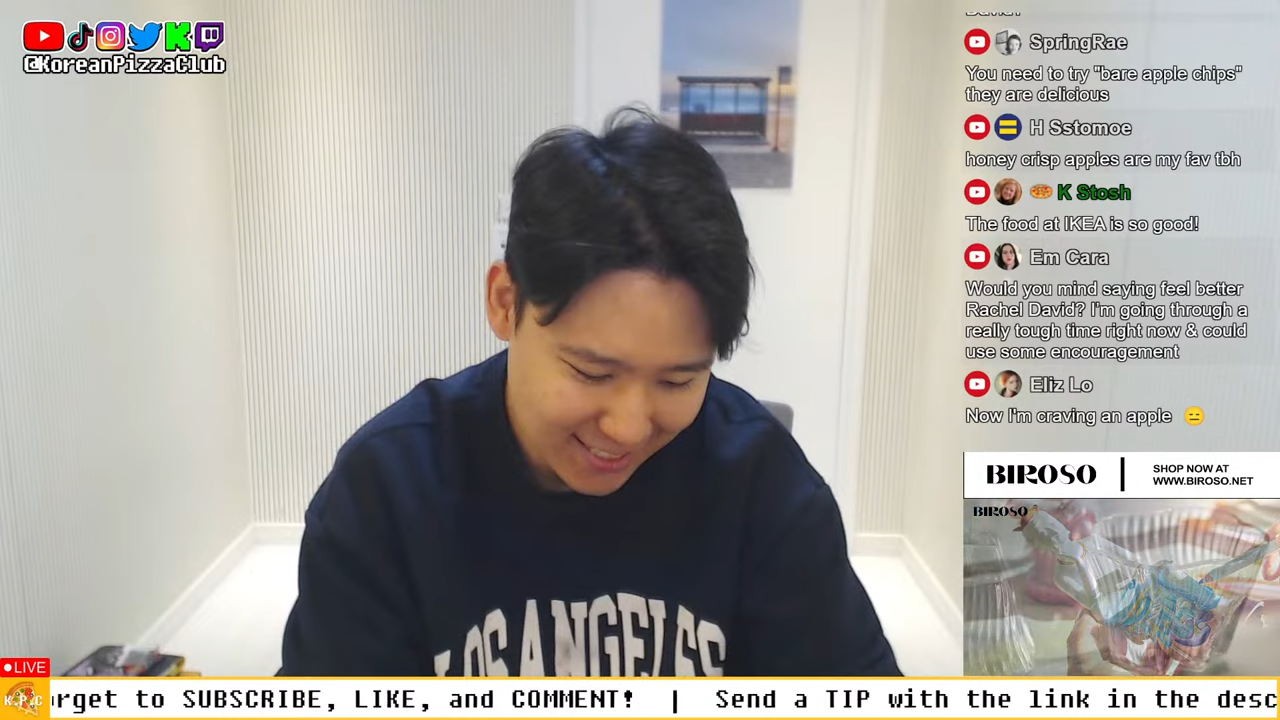 @KoreanPizzaClub
SpringRae
You need to try "bare apple chips"
they are delicious
H Sstomoe
honey crisp apples are my fav tbh
K Stosh
The food at IKEA is so good!
Em Cara
Would you mind saying feel better
Rachel David? I'm going through a
really tough time right now & could
use some encouragement
Eliz Lo
Now I'm craving an apple
BIROSO
SHOP NOW AT
WWW.BIROSO.NET
BIROSO
LOS ANGELES
LIVE
K.P.C
rget to SUBSCRIBE, LIKE, and COMMENT! | Send a TIP with the link in the desc